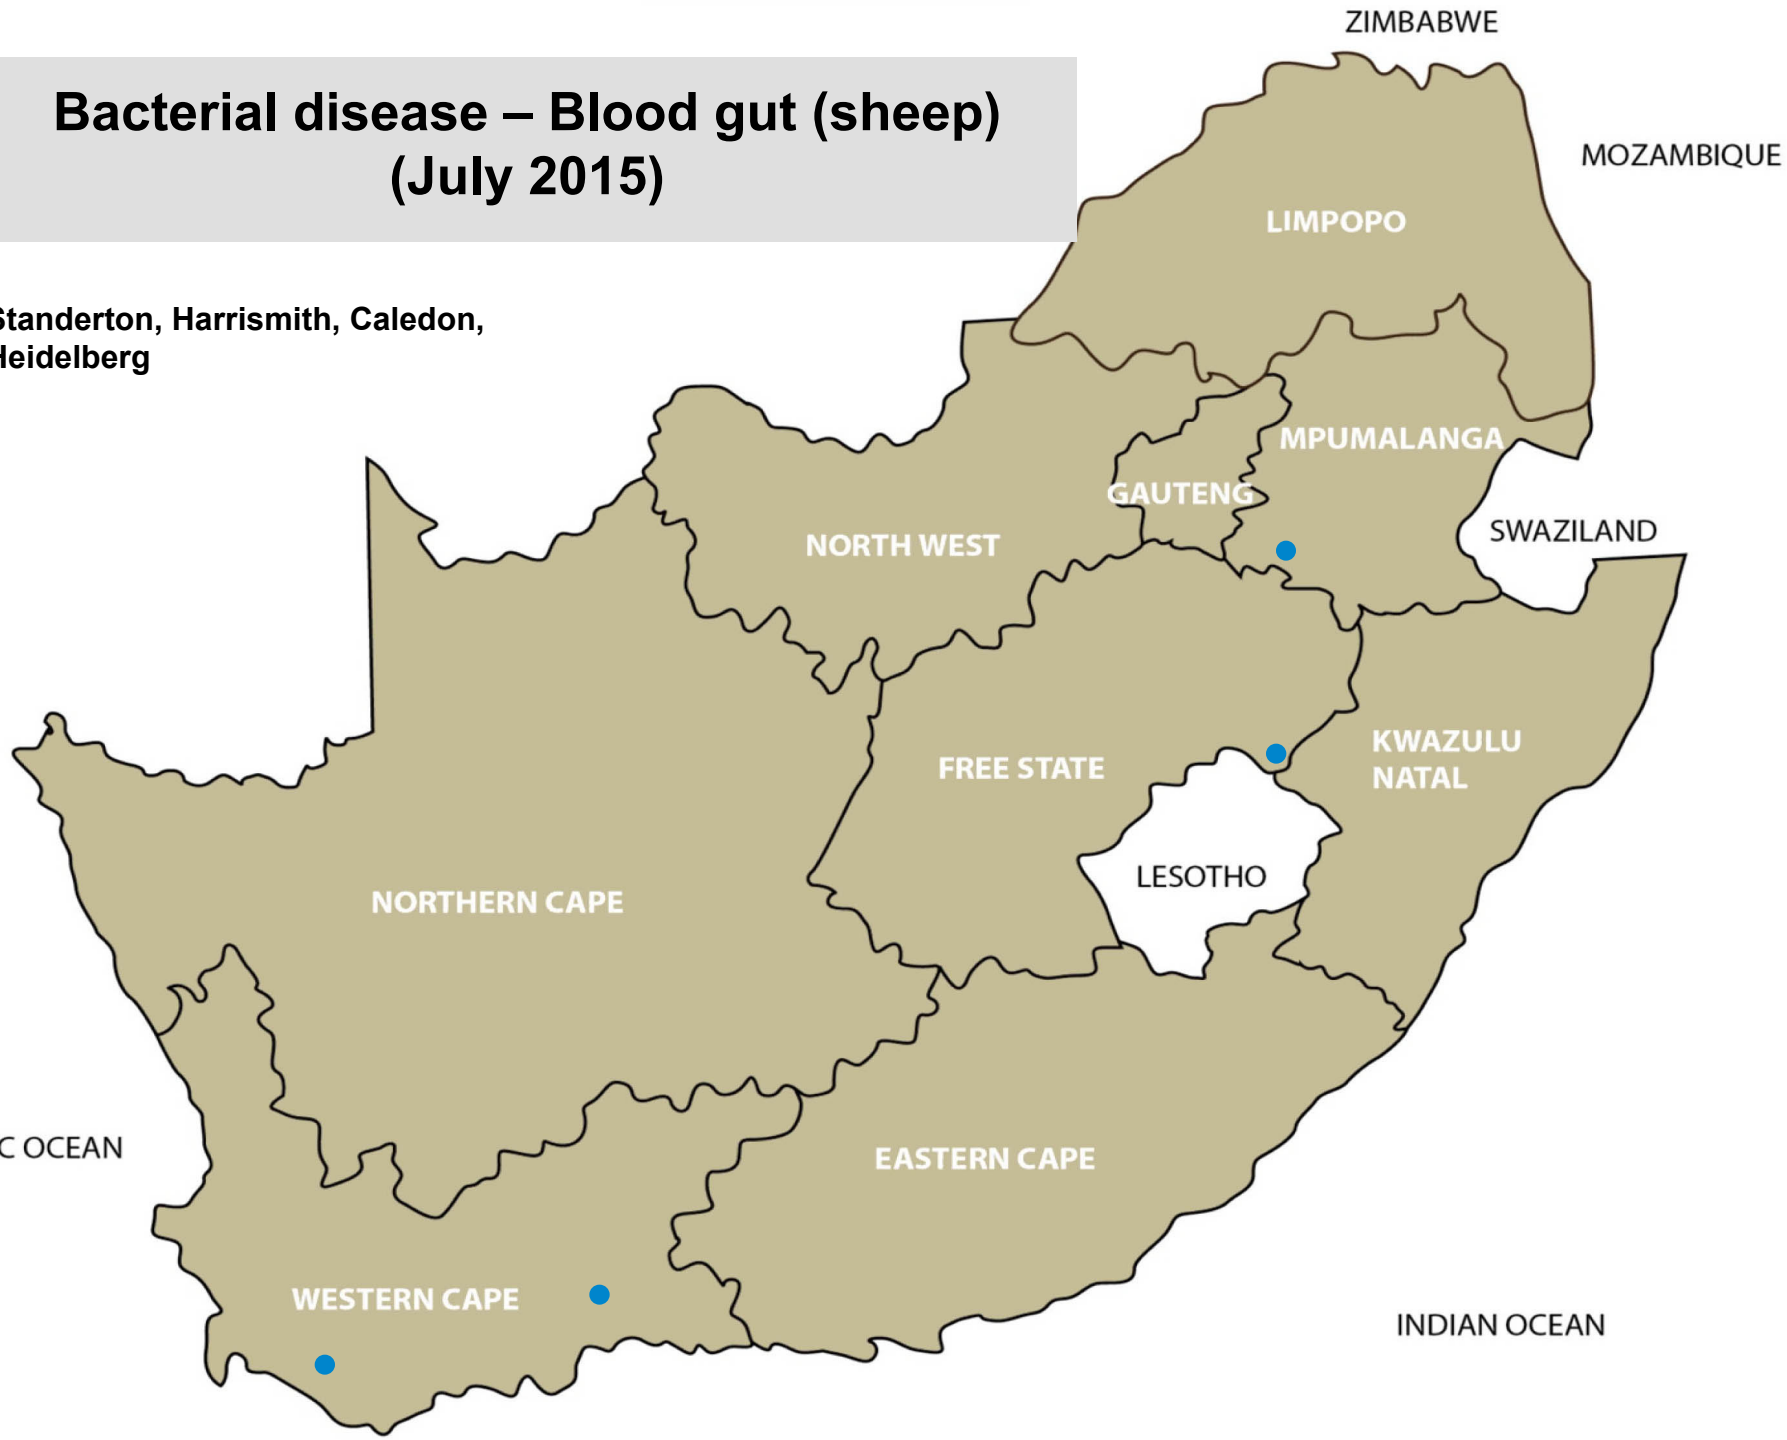 ZIMBABWE
Bacterial disease – Blood gut (sheep)
(July 2015)
MOZAMBIQUE
LIMPOPO
Standerton, Harrismith, Caledon,
Heidelberg
MPUMALANGA
GAUTENG
SWAZILAND
NORTH WEST
KWAZULU
NATAL
FREE STATE
LESOTHO
NORTHERN CAPE
C OCEAN
EASTERN CAPE
WESTERN CAPE
INDIAN OCEAN